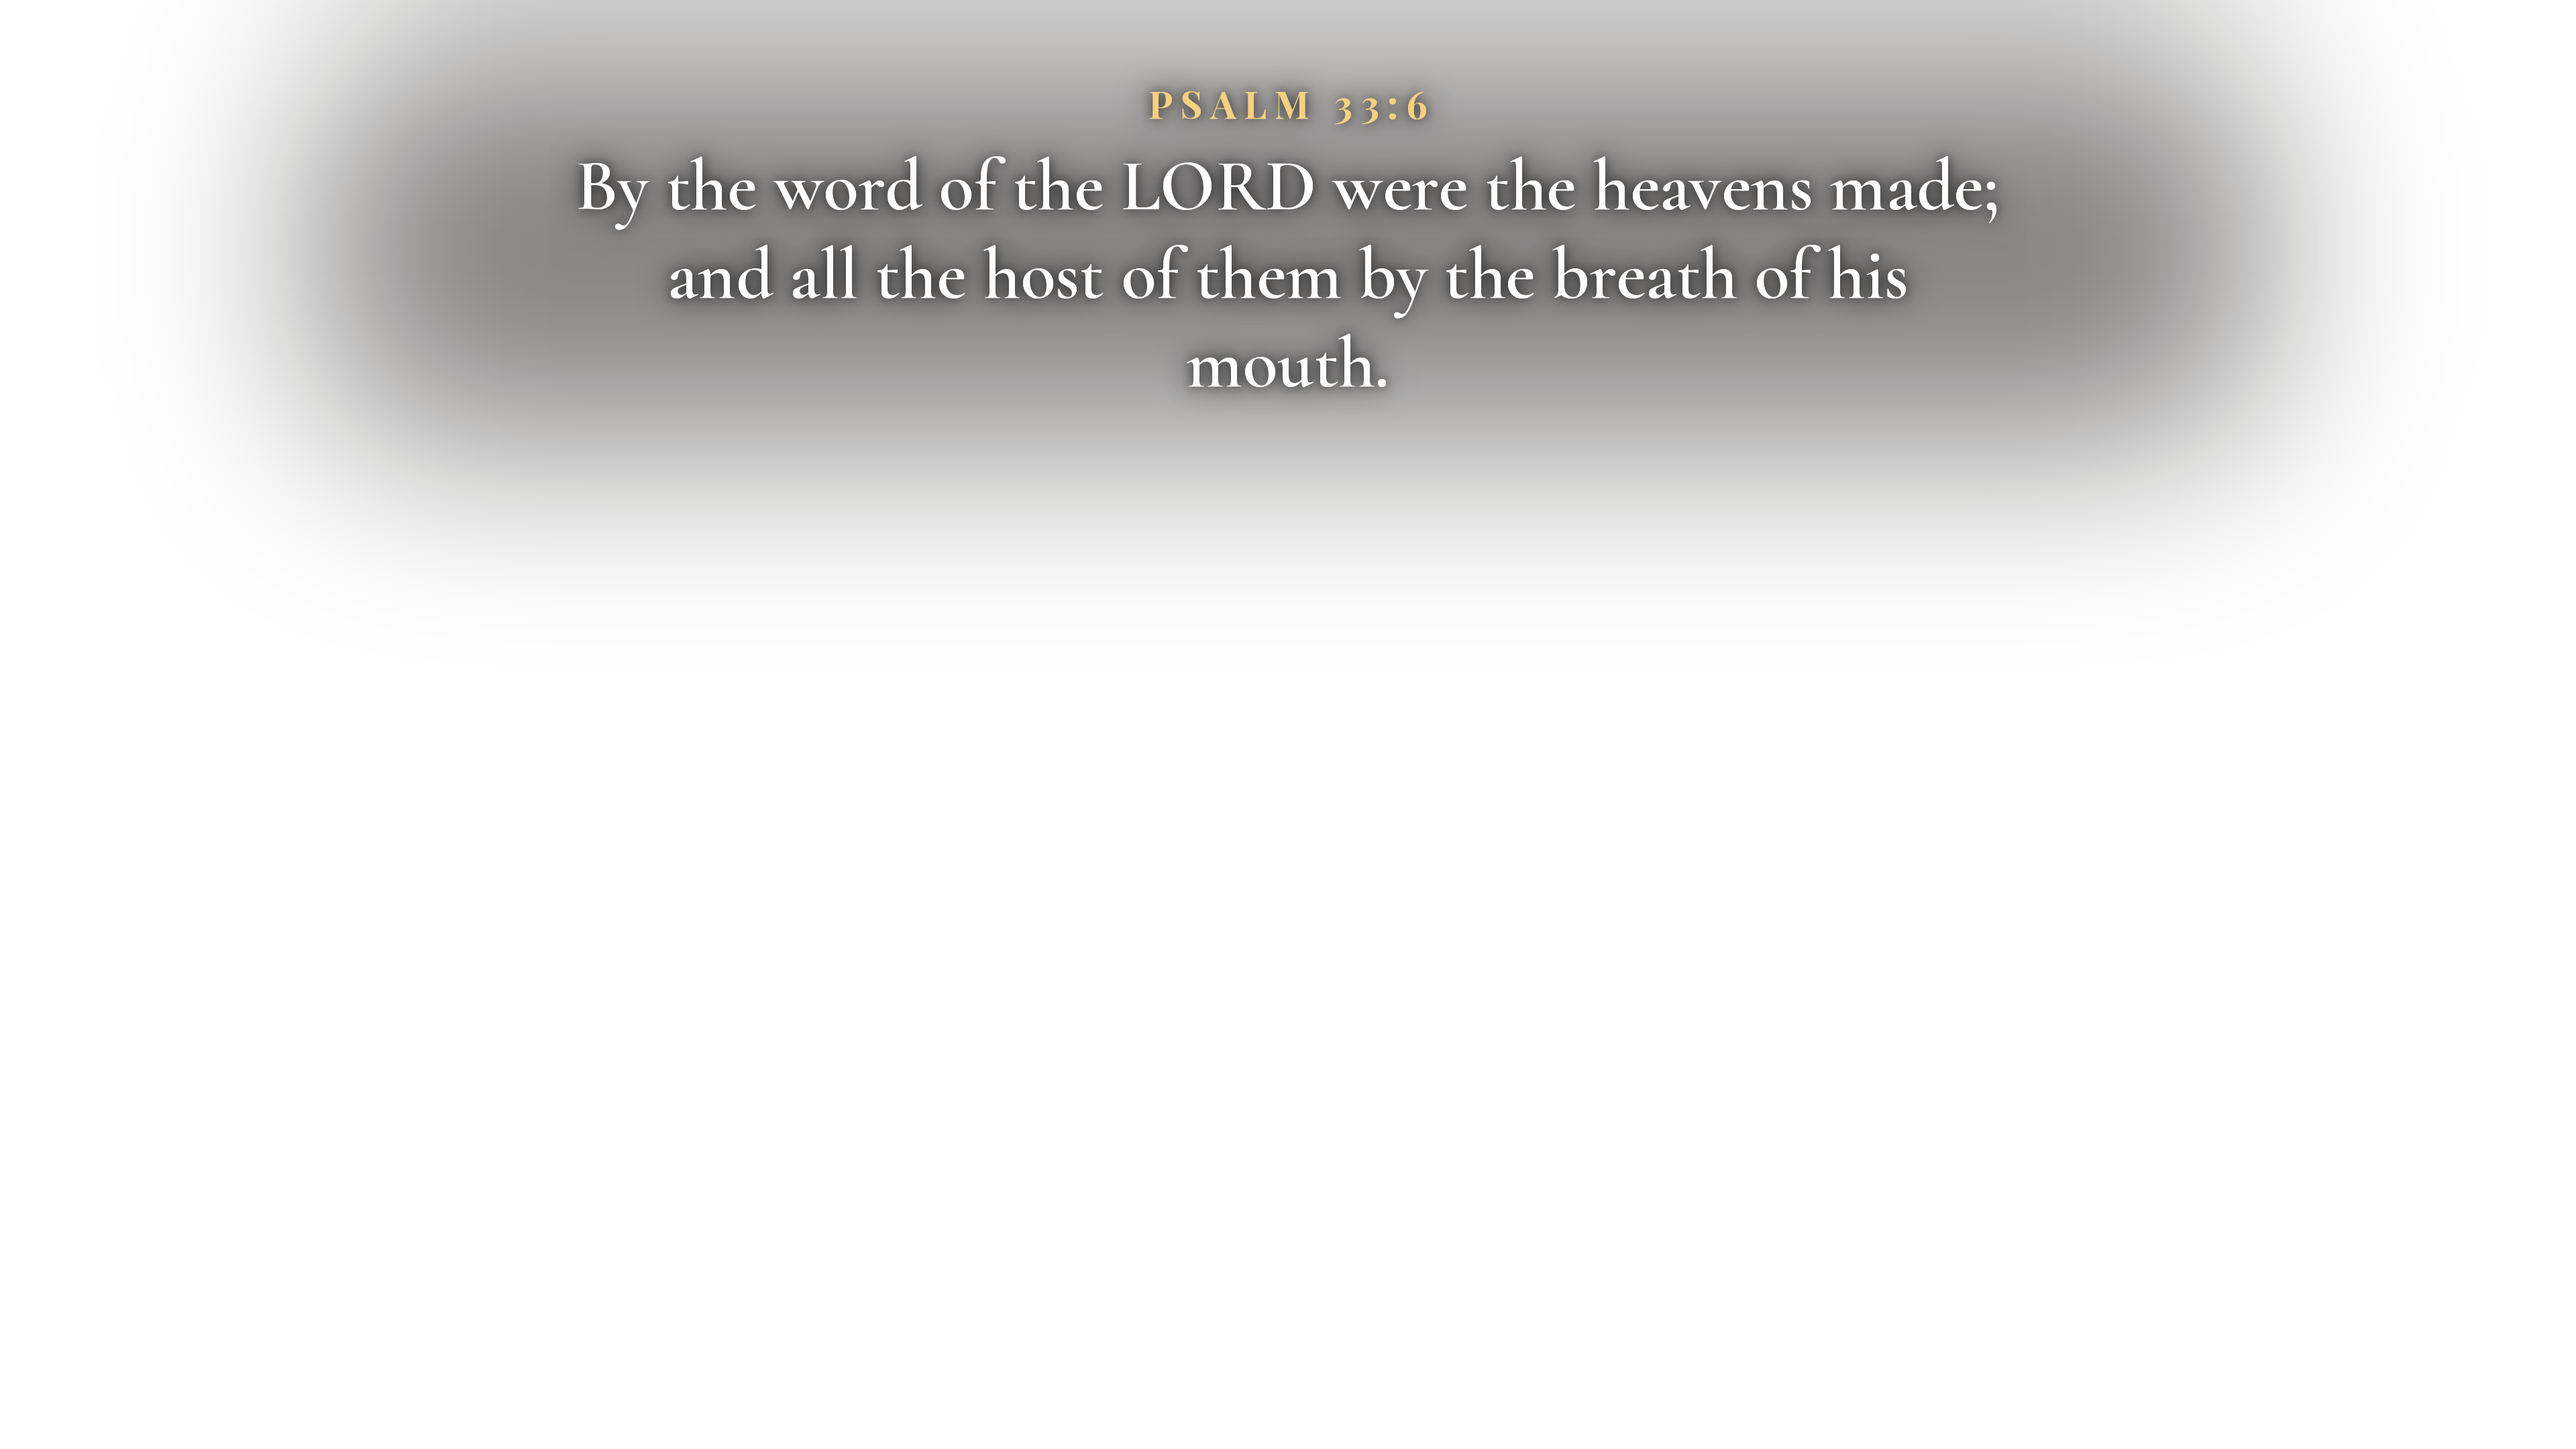 PSALM 33:6
By the word of the LORD were the heavens made;
and all the host of them by the breath of his
mouth.